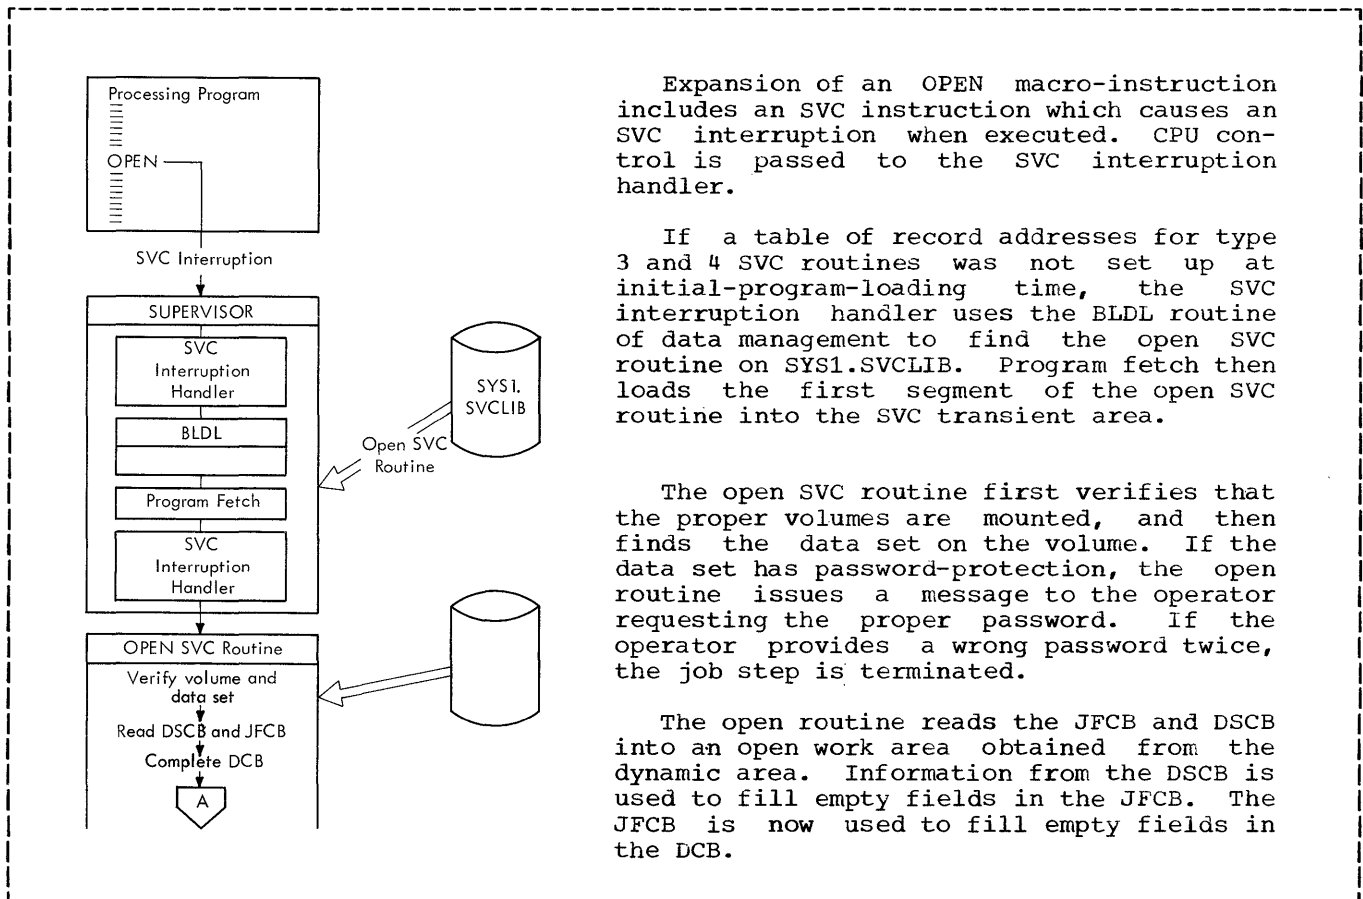 Processing Program
OPEN
SVC Interruption
SUPERVISOR
SVC
Interruption
Handler
BLDL
Program Fetch
SVC
Interruption
Handler
SYS1.
SVCLIB
Open SVC
Routine
OPEN SVC Routine
Verify volume and
data set
Read DSCB and JFCB
Complete DCB
A
Expansion of an OPEN macro-instruction
includes an SVC instruction which causes an
SVC interruption when executed. CPU con-
trol is passed to the SVC interruption
handler.
If a table of record addresses for type
3 and 4 SVC routines was not set up at
initial-program-loading time, the SVC
interruption handler uses the BLDL routine
of data management to find the open SVC
routine on SYS1.SVCLIB. Program fetch then
loads the first segment of the open SVC
routine into the SVC transient area.
The open SVC routine first verifies that
the proper volumes are mounted, and then
finds the data set on the volume. If the
data set has password-protection, the open
routine issues a message to the operator
requesting the proper password. If the
operator provides a wrong password twice,
the job step is terminated.
The open routine reads the JFCB and DSCB
into an open work area obtained from the
dynamic area. Information from the DSCB is
used to fill empty fields in the JFCB. The
JFCB is now used to fill empty fields in
the DCB.